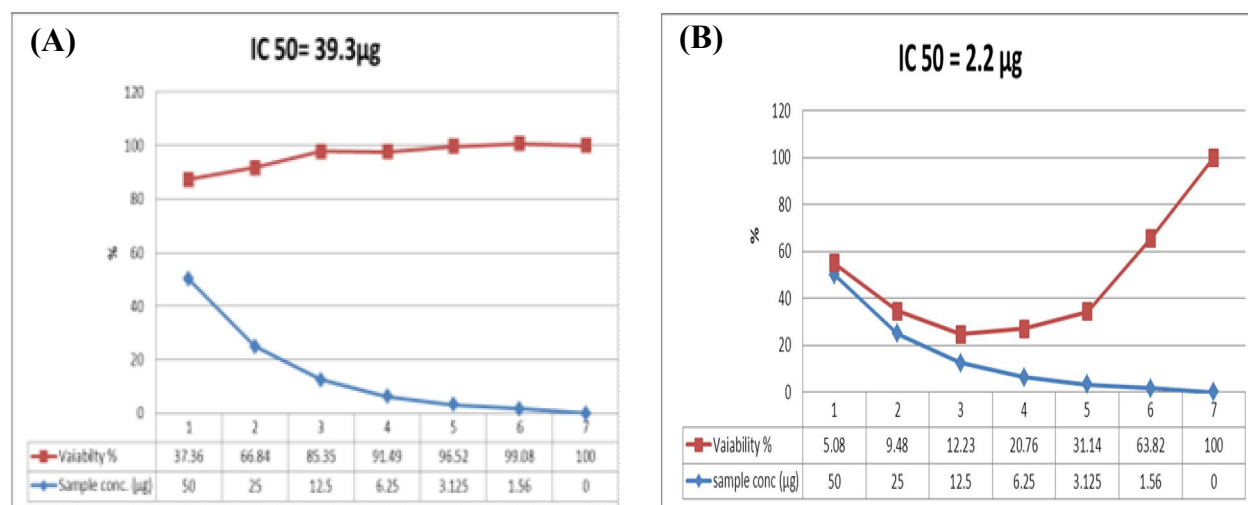 (A)
IC 50= 39.3µg
120
100
80
60
40
20
0
%
1 2 3 4 5 6 7
Vaiabilty % 37.36 66.84 85.35 91.49 96.52 99.08 100
Sample conc. (µg) 50 25 12.5 6.25 3.125 1.56 0
(B)
IC 50 = 2.2 µg
120
100
80
60
40
20
0
%
1 2 3 4 5 6 7
Vaiability % 5.08 9.48 12.23 20.76 31.14 63.82 100
sample conc (µg) 50 25 12.5 6.25 3.125 1.56 0